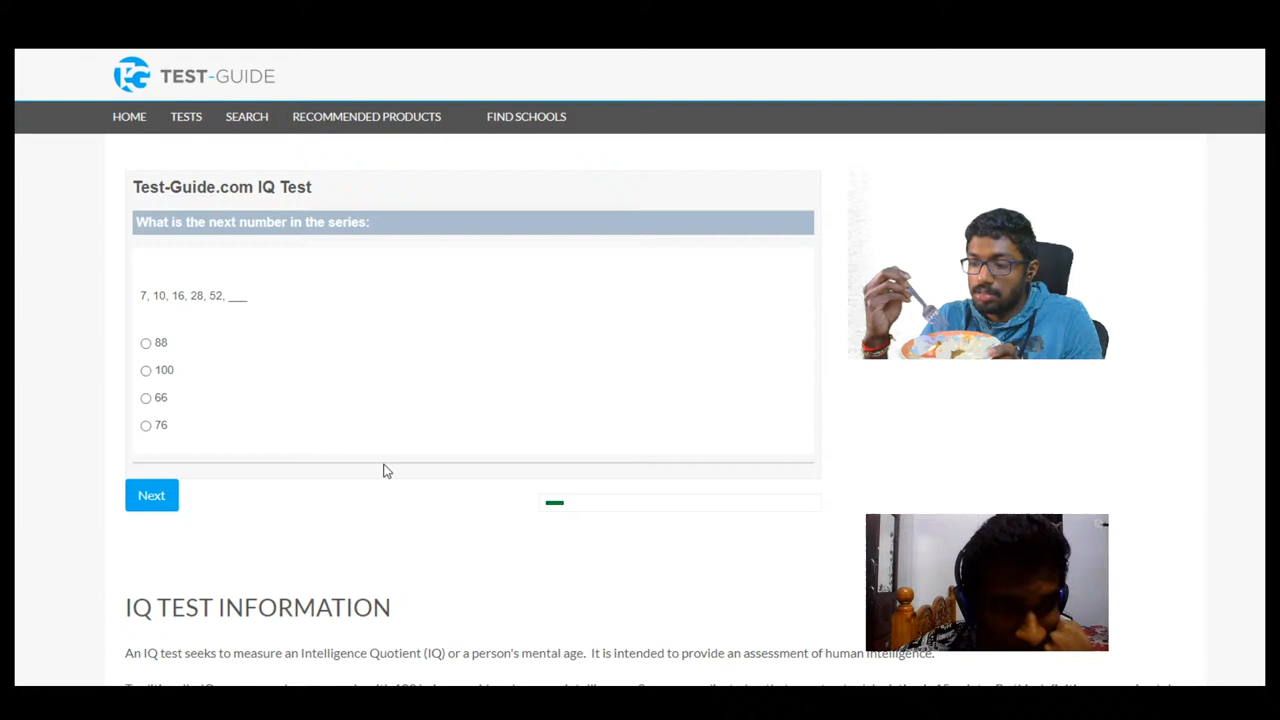 TEST-GUIDE
HOME TESTS SEARCH RECOMMENDED PRODUCTS FIND SCHOOLS
Test-Guide.com IQ Test
What is the next number in the series:
7, 10, 16, 28, 52, ___
88
100
66
76
Next
IQ TEST INFORMATION
An IQ test seeks to measure an Intelligence Quotient (IQ) or a person's mental age. It is intended to provide an assessment of human intelligence.